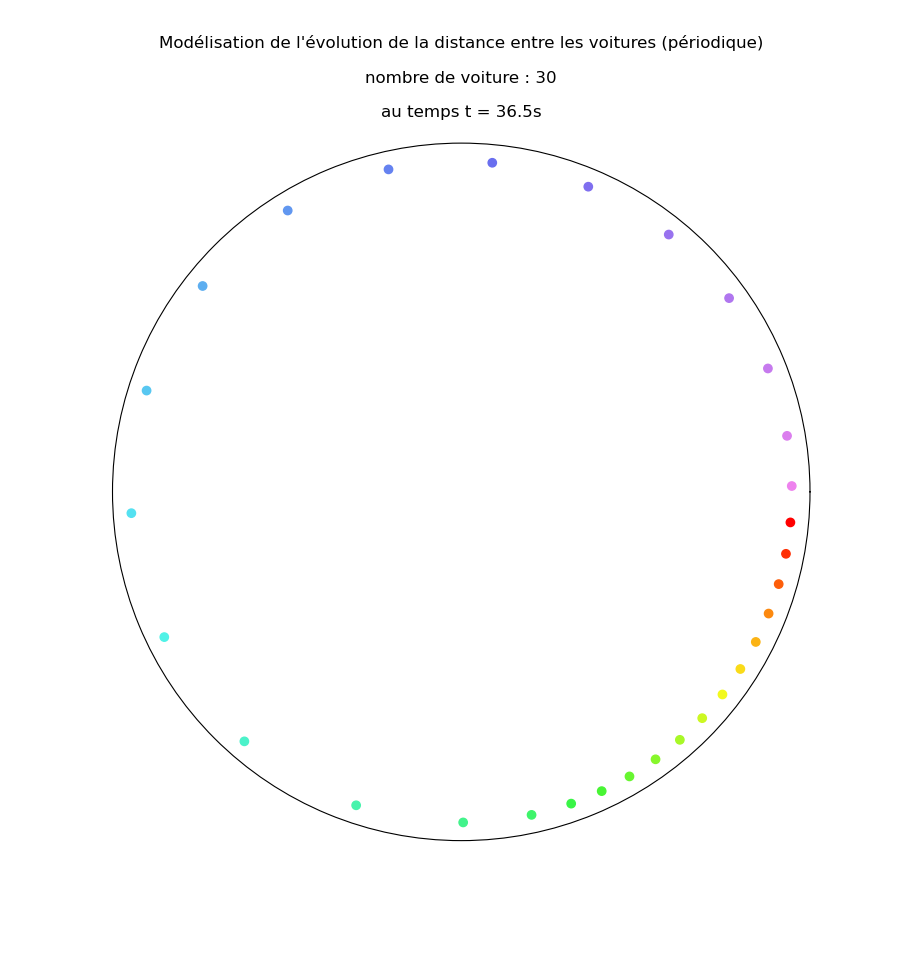 Modélisation de l'évolution de la distance entre les voitures (périodique)
nombre de voiture : 30
au temps t = 36.5s